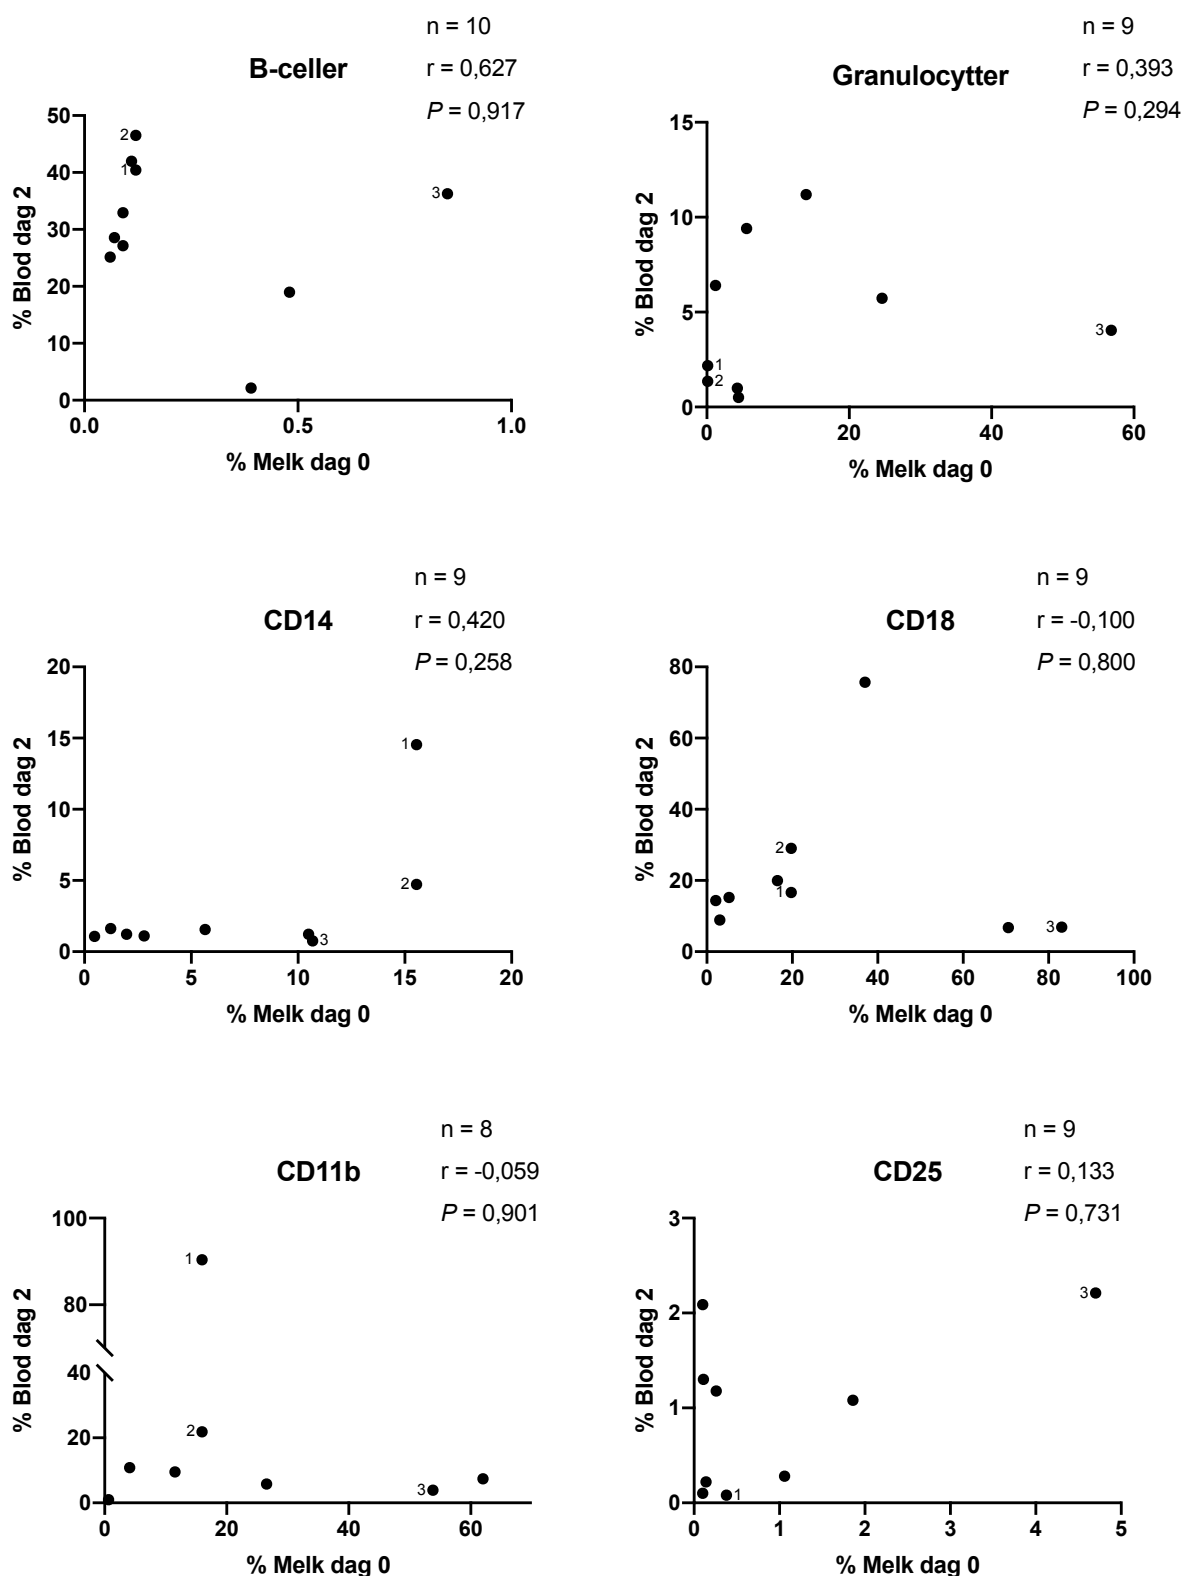 B-celler
n = 10
r = 0,627
P = 0,917
50
40
30
20
10
0
0.0
0.5
1.0
% Blod dag 2
% Melk dag 0
2
1
3
Granulocytter
n = 9
r = 0,393
P = 0,294
15
10
5
0
0
20
40
60
% Blod dag 2
% Melk dag 0
1
2
3
CD14
n = 9
r = 0,420
P = 0,258
20
15
10
5
0
0
5
10
15
20
% Blod dag 2
% Melk dag 0
1
2
3
CD18
n = 9
r = -0,100
P = 0,800
80
60
40
20
0
0
20
40
60
80
100
% Blod dag 2
% Melk dag 0
2
1
3
CD11b
n = 8
r = -0,059
P = 0,901
100
80
40
20
0
0
20
40
60
% Blod dag 2
% Melk dag 0
1
2
3
CD25
n = 9
r = 0,133
P = 0,731
3
2
1
0
0
1
2
3
4
5
% Blod dag 2
% Melk dag 0
3
1